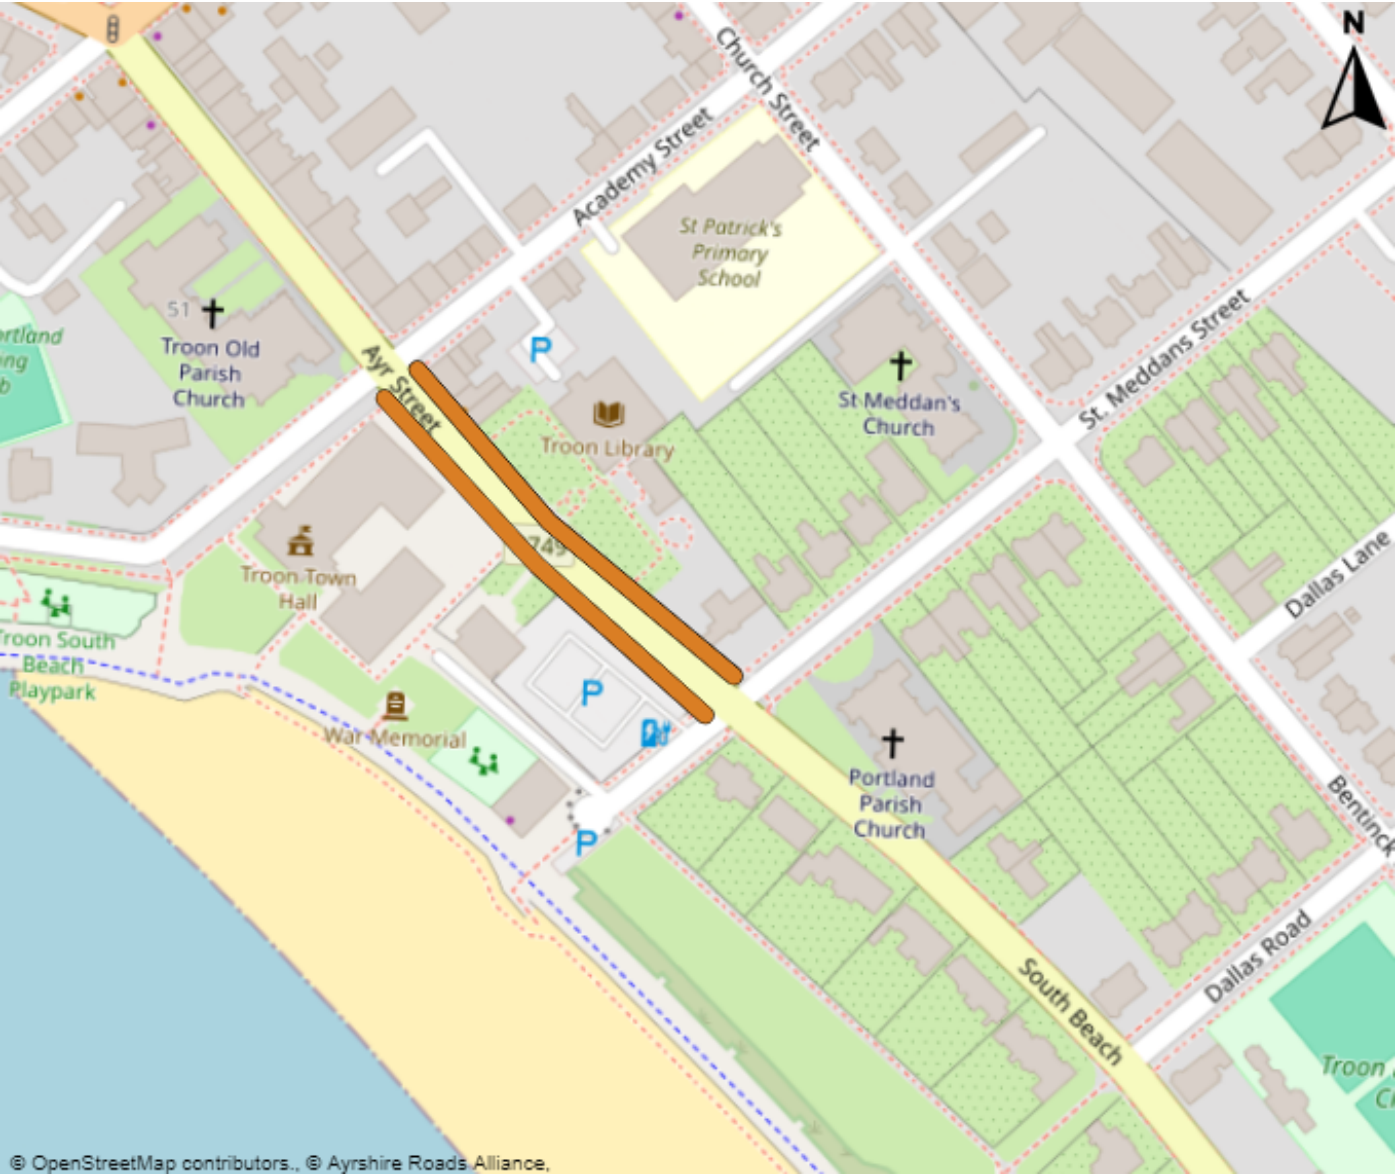 N
Church Street
Academy Street
St Patrick's
Primary
School
51
Troon Old
Parish
Church
Ayr Street
P
Troon Library
St Meddan's
Church
St. Meddans Street
Troon Town
Hall
749
Dallas Lane
Troon South
Beach
Playpark
War Memorial
P
Portland
Parish
Church
P
Bentinck
Dallas Road
South Beach
Troon
© OpenStreetMap contributors., © Ayrshire Roads Alliance,